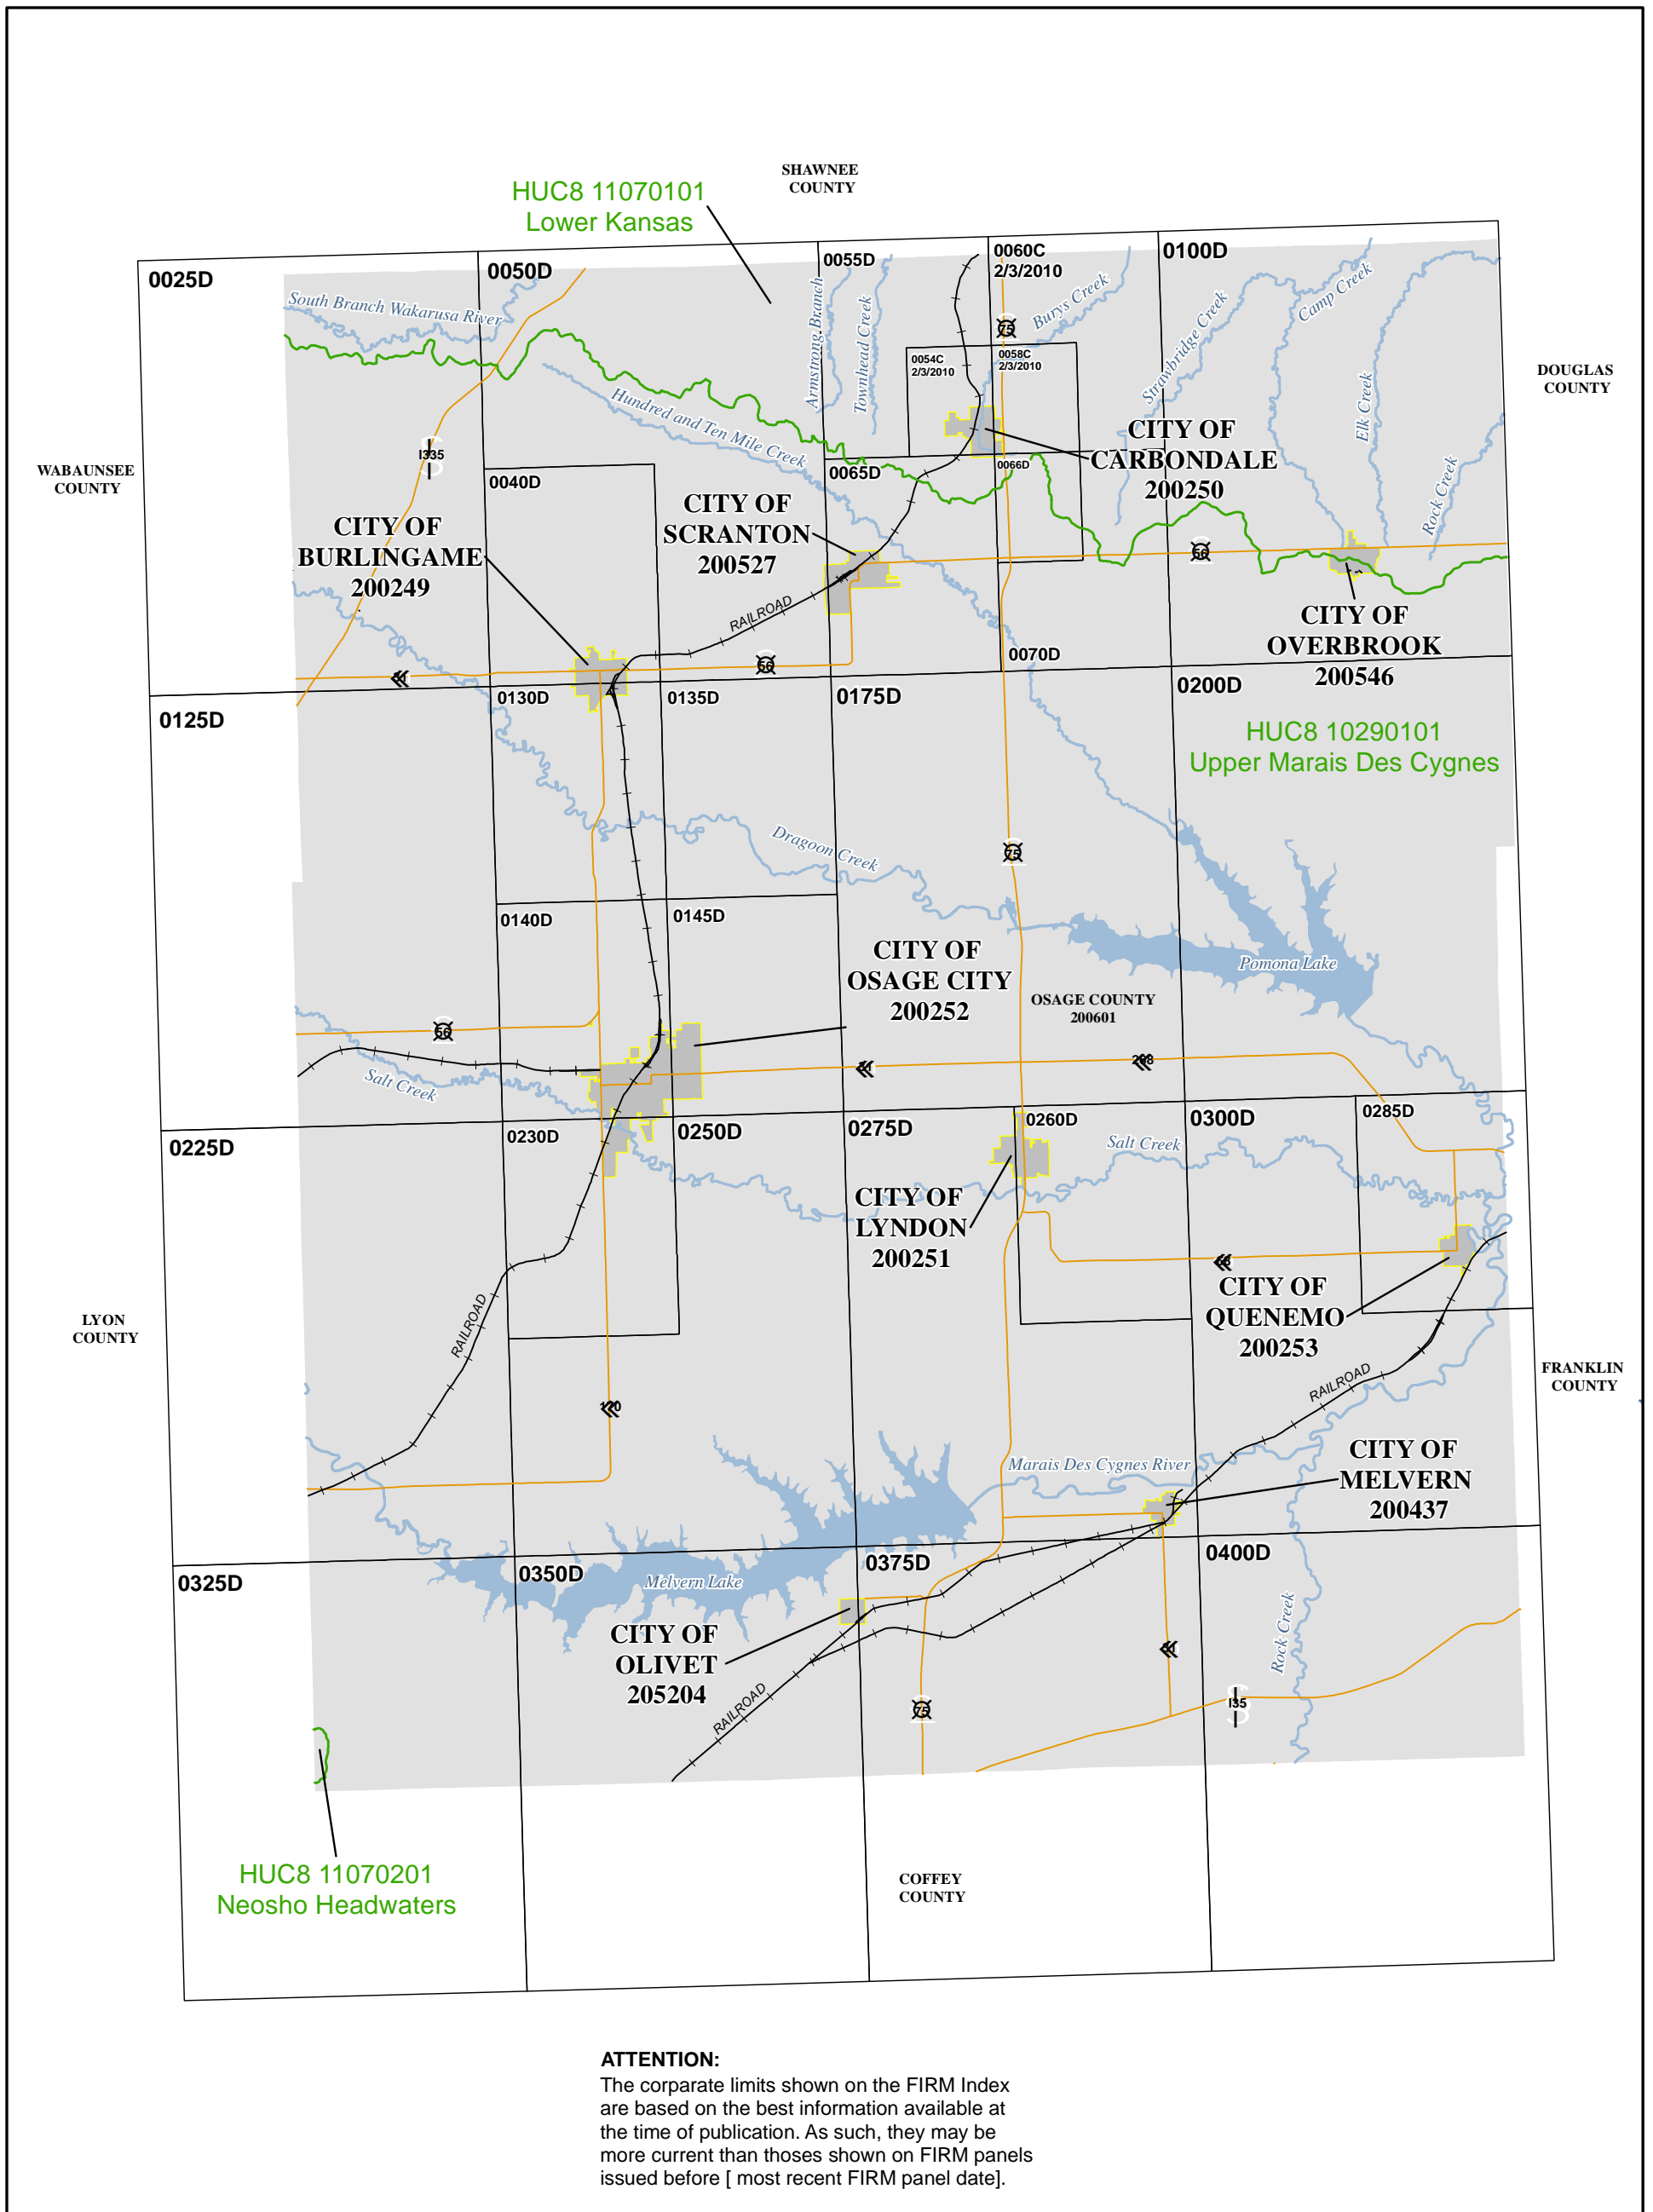 SHAWNEE
COUNTY
HUC8 11070101
Lower Kansas
0025D
0050D
0055D
0060C
2/3/2010
0100D
South Branch Wakarusa River
Armstrong Branch
Townhead Creek
Burys Creek
Strawbridge Creek
Camp Creek
Elk Creek
Rock Creek
75
0054C
2/3/2010
0058C
2/3/2010
DOUGLAS
COUNTY
Hundred and Ten Mile Creek
WABAUNSEE
COUNTY
I335
0040D
0065D
0066D
CITY OF
CARBONDALE
200250
CITY OF
SCRANTON
200527
CITY OF
BURLINGAME
200249
56
RAILROAD
CITY OF
OVERBROOK
200546
56
0070D
0125D
0130D
0135D
0175D
0200D
HUC8 10290101
Upper Marais Des Cygnes
Dragoon Creek
75
0140D
0145D
CITY OF
OSAGE CITY
200252
Pomona Lake
OSAGE COUNTY
200601
56
Salt Creek
268
0225D
0230D
0250D
0275D
0260D
0300D
0285D
Salt Creek
CITY OF
LYNDON
200251
CITY OF
QUENEMO
200253
LYON
COUNTY
RAILROAD
FRANKLIN
COUNTY
RAILROAD
170
Marais Des Cygnes River
CITY OF
MELVERN
200437
0325D
0350D
0375D
0400D
Melvern Lake
CITY OF
OLIVET
205204
Rock Creek
RAILROAD
75
I35
HUC8 11070201
Neosho Headwaters
COFFEY
COUNTY
ATTENTION:
The corparate limits shown on the FIRM Index
are based on the best information available at
the time of publication. As such, they may be
more current than thoses shown on FIRM panels
issued before [ most recent FIRM panel date].